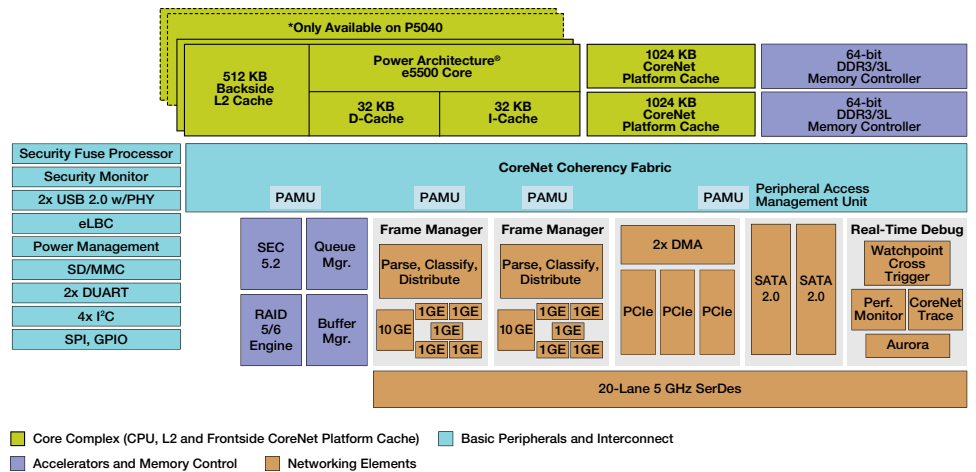 *Only Available on P5040
512 KB
Backside
L2 Cache
Power Architecture®
e5500 Core
32 KB
D-Cache
32 KB
I-Cache
1024 KB
CoreNet
Platform Cache
64-bit
DDR3/3L
Memory Controller
1024 KB
CoreNet
Platform Cache
64-bit
DDR3/3L
Memory Controller
Security Fuse Processor
Security Monitor
2x USB 2.0 w/PHY
eLBC
Power Management
SD/MMC
2x DUART
4x I²C
SPI, GPIO
CoreNet Coherency Fabric
PAMU
PAMU
PAMU
PAMU
Peripheral Access
Management Unit
SEC
5.2
Queue
Mgr.
RAID
5/6
Engine
Buffer
Mgr.
Frame Manager
Parse, Classify,
Distribute
10 GE
1GE 1GE
1GE
1GE 1GE
Frame Manager
Parse, Classify,
Distribute
10 GE
1GE 1GE
1GE
1GE 1GE
2x DMA
PCIe
PCIe
PCIe
SATA
2.0
SATA
2.0
Real-Time Debug
Watchpoint
Cross
Trigger
Perf.
Monitor
CoreNet
Trace
Aurora
20-Lane 5 GHz SerDes
Core Complex (CPU, L2 and Frontside CoreNet Platform Cache)
Basic Peripherals and Interconnect
Accelerators and Memory Control
Networking Elements